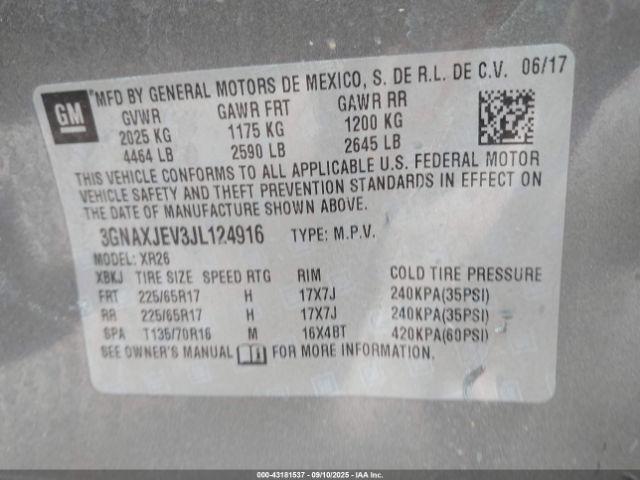 GM
*MFD BY GENERAL MOTORS DE MEXICO, S. DE R.L. DE C.V. 06/17
GVWR GAWR FRT GAWR RR
2025 KG 1175 KG 1200 KG
4464 LB 2590 LB 2645 LB
THIS VEHICLE CONFORMS TO ALL APPLICABLE U.S. FEDERAL MOTOR
VEHICLE SAFETY AND THEFT PREVENTION STANDARDS IN EFFECT ON
THE DATE OF MANUFACTURE SHOWN ABOVE.
3GNAXJEV3JL124916 TYPE: M.P.V.
MODEL: XR26
XBKJ TIRE SIZE SPEED RTG RIM COLD TIRE PRESSURE
FRT 225/65R17 H 17X7J 240KPA(35PSI)
RR 225/65R17 H 17X7J 240KPA(35PSI)
SPA T135/70R16 M 16X4BT 420KPA(60PSI)
SEE OWNER'S MANUAL FOR MORE INFORMATION.
000-43181537 - 09/10/2025 - IAA, Inc.